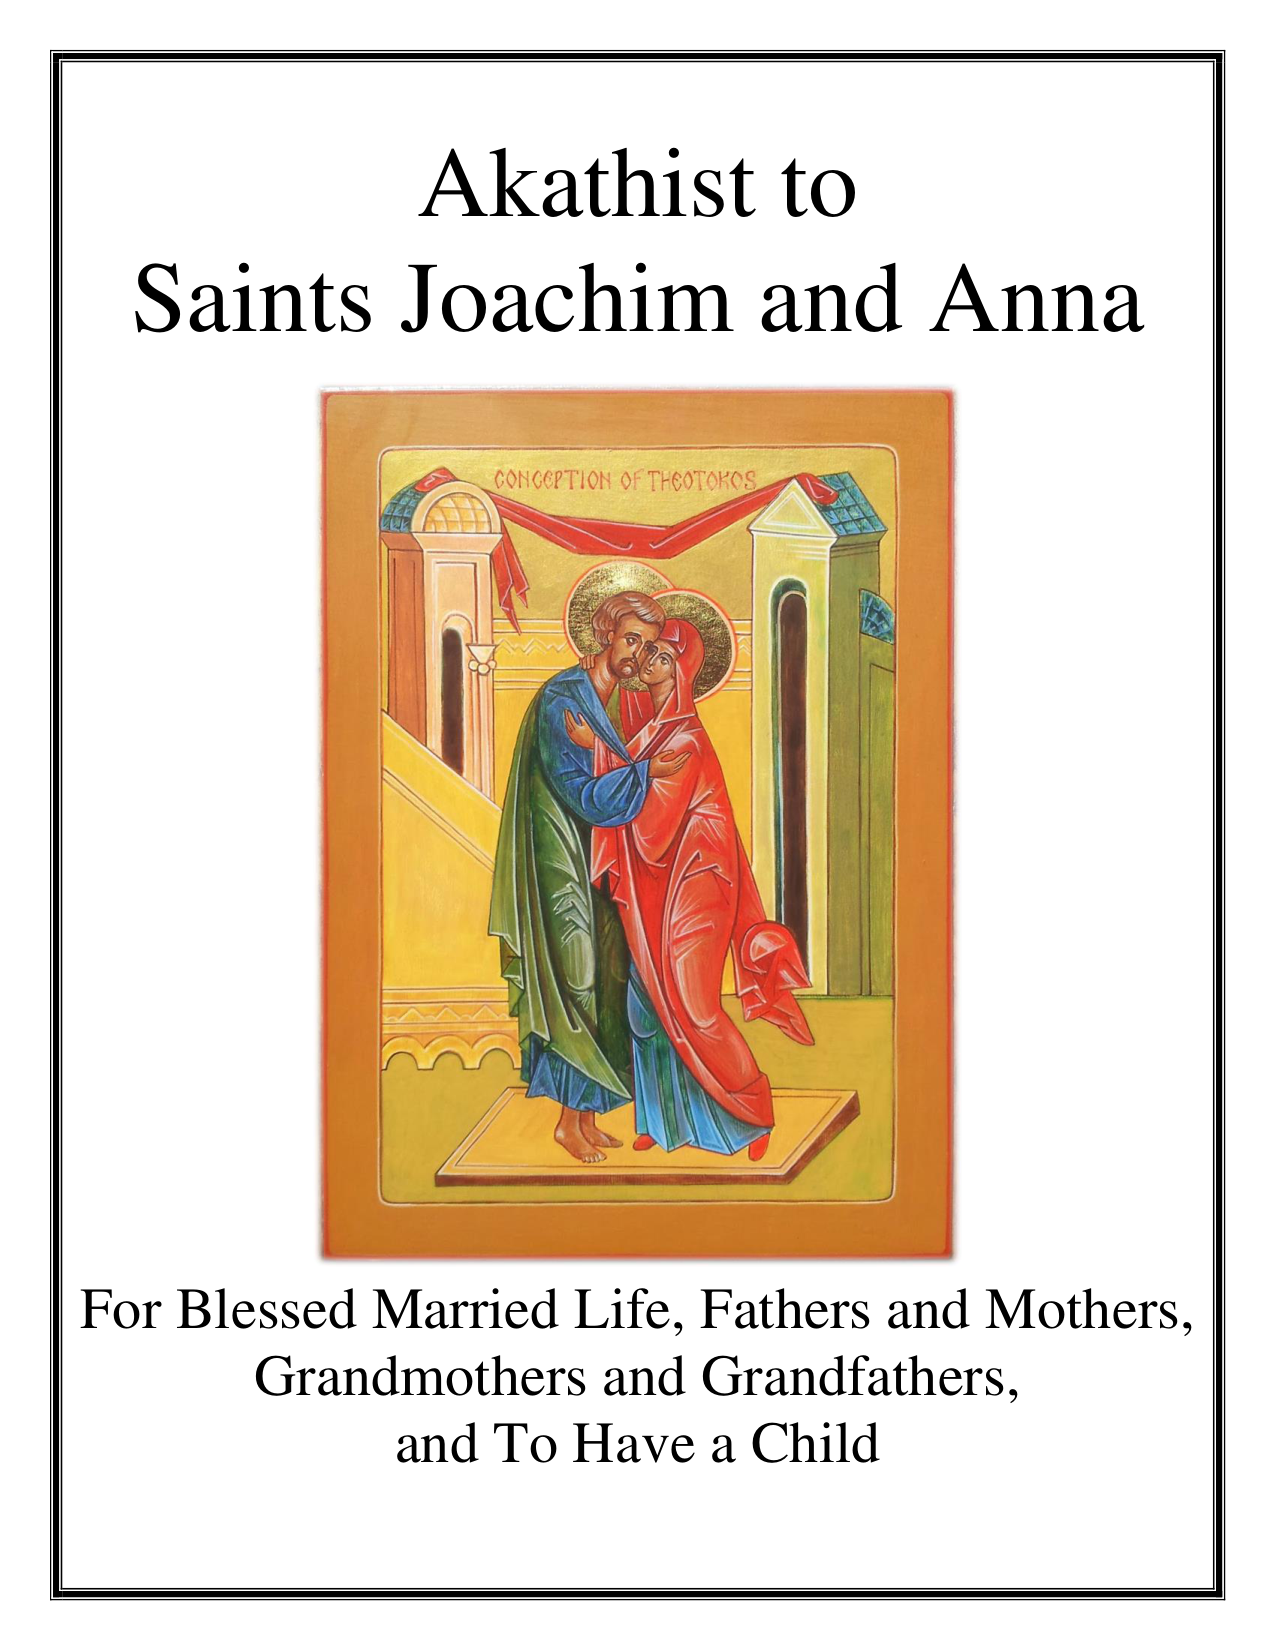 Akathist to
Saints Joachim and Anna
CONCEPTION OF THEOTOKOS
For Blessed Married Life, Fathers and Mothers,
Grandmothers and Grandfathers,
and To Have a Child